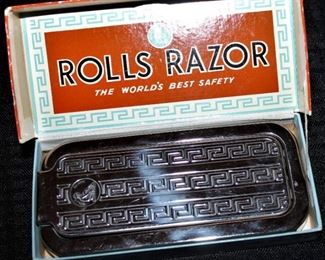 ROLLS RAZOR
THE WORLD'S BEST SAFETY